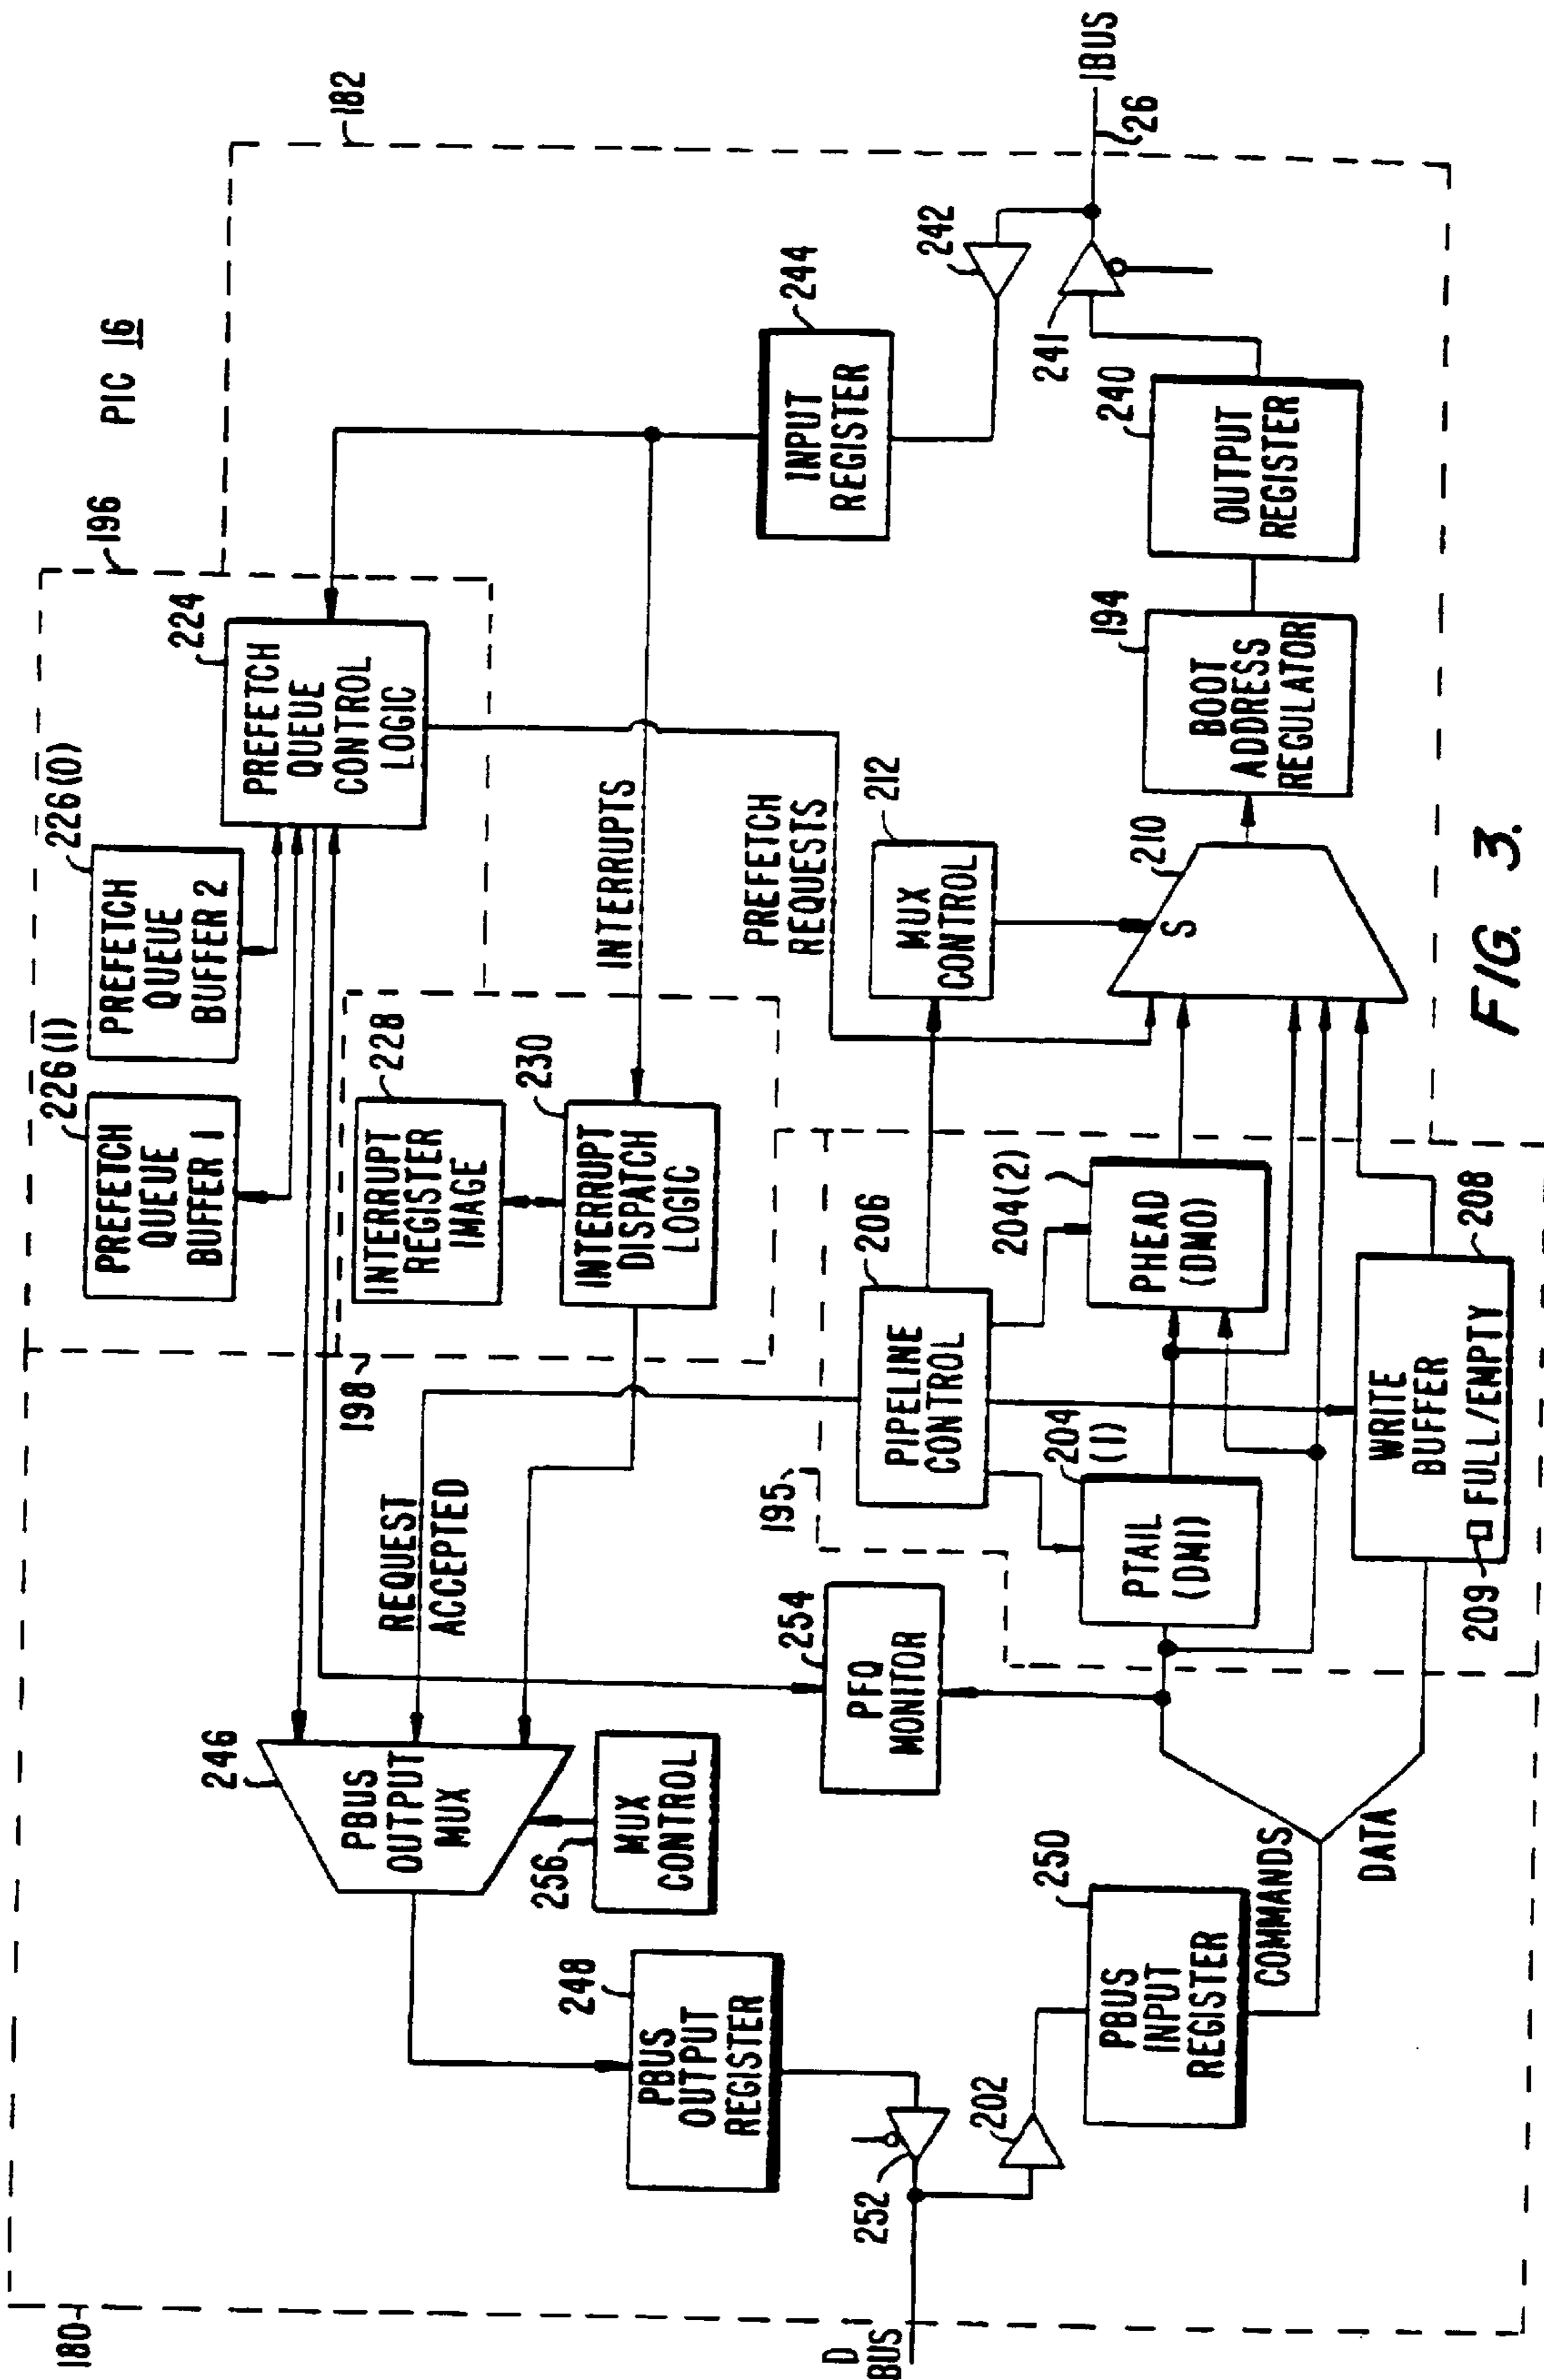 180
196
PIC 16
182
226(1)
PREFETCH
QUEUE
BUFFER 1
226(0)
PREFETCH
QUEUE
BUFFER 2
224
PREFETCH
QUEUE
CONTROL
LOGIC
228
INTERRUPT
REGISTER
IMAGE
230
INTERRUPT
DISPATCH
LOGIC
198
INTERRUPTS
PREFETCH
REQUESTS
244
INPUT
REGISTER
242
241
IBUS
26
246
PBUS
OUTPUT
MUX
REQUEST
ACCEPTED
256
MUX
CONTROL
248
PBUS
OUTPUT
REGISTER
252
D
BUS
202
250
PBUS
INPUT
REGISTER
COMMANDS
DATA
254
PFQ
MONITOR
195
206
PIPELINE
CONTROL
204
(1)
PTAIL
(DM1)
204(2)
PHEAD
(DM0)
208
WRITE
BUFFER
209
FULL/EMPTY
212
MUX
CONTROL
210
S
194
BOOT
ADDRESS
REGULATOR
240
OUTPUT
REGISTER
FIG. 3.